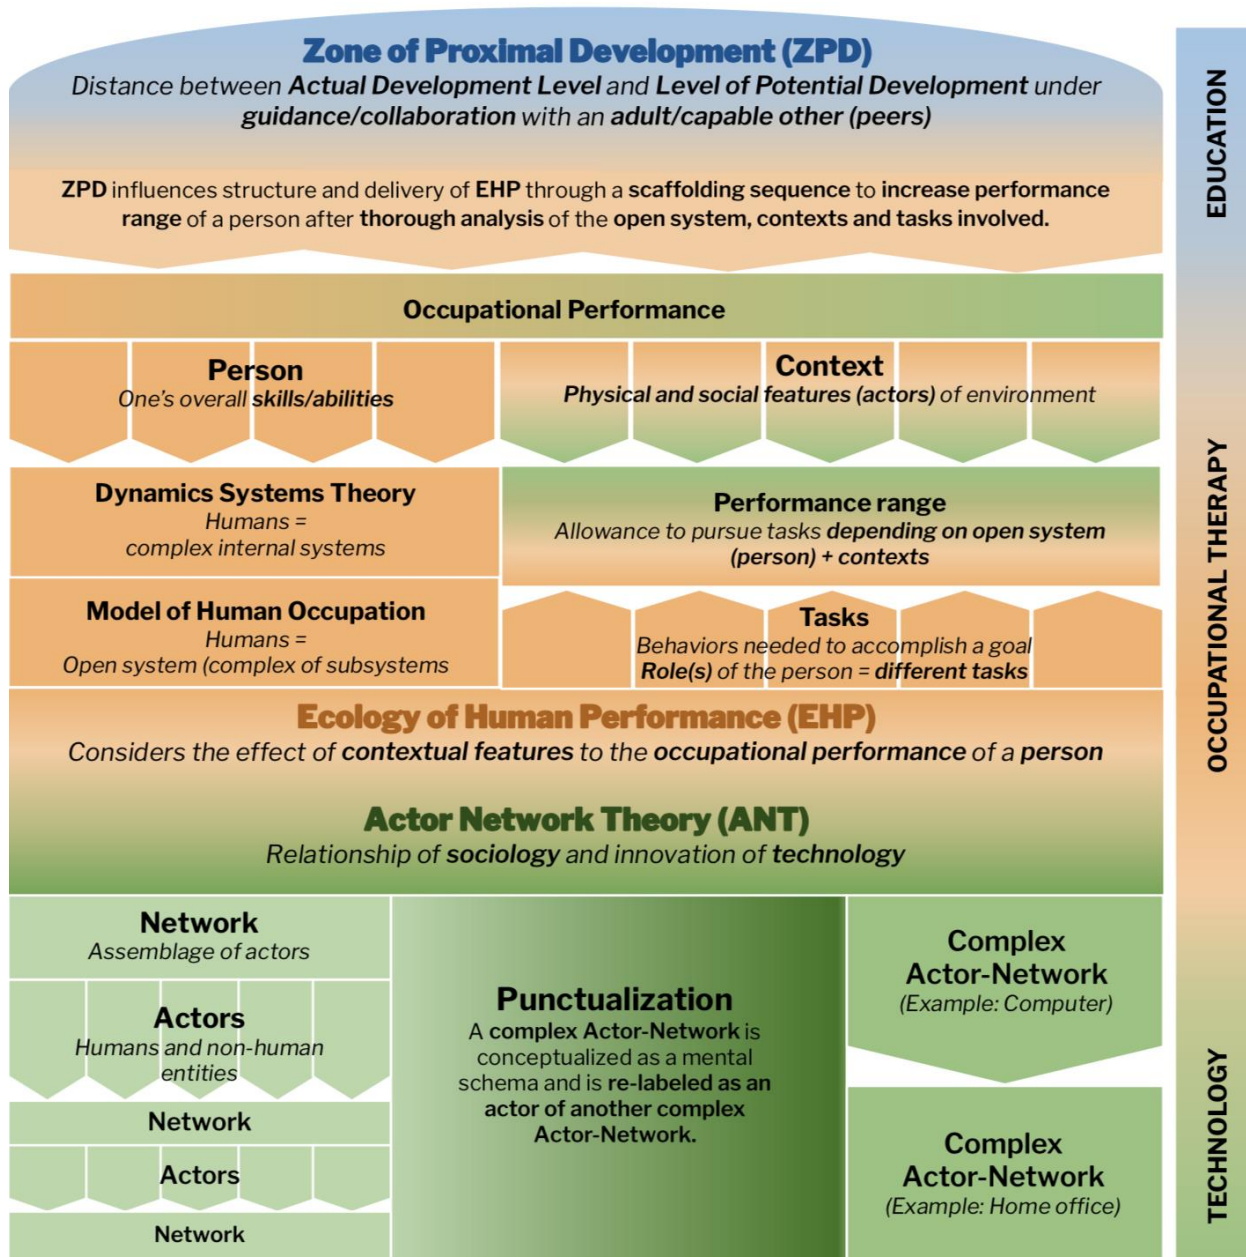 Zone of Proximal Development (ZPD)
Distance between Actual Development Level and Level of Potential Development under
guidance/collaboration with an adult/capable other (peers)
ZPD influences structure and delivery of EHP through a scaffolding sequence to increase performance
range of a person after thorough analysis of the open system, contexts and tasks involved.
Occupational Performance
Person
One's overall skills/abilities
Context
Physical and social features (actors) of environment
Dynamics Systems Theory
Humans =
complex internal systems
Performance range
Allowance to pursue tasks depending on open system
(person) + contexts
Model of Human Occupation
Humans =
Open system (complex of subsystems
Tasks
Behaviors needed to accomplish a goal
Role(s) of the person = different tasks
Ecology of Human Performance (EHP)
Considers the effect of contextual features to the occupational performance of a person
Actor Network Theory (ANT)
Relationship of sociology and innovation of technology
Network
Assemblage of actors
Actors
Humans and non-human
entities
Network
Actors
Network
Punctualization
A complex Actor-Network is
conceptualized as a mental
schema and is re-labeled as an
actor of another complex
Actor-Network.
Complex
Actor-Network
(Example: Computer)
Complex
Actor-Network
(Example: Home office)
EDUCATION
OCCUPATIONAL THERAPY
TECHNOLOGY